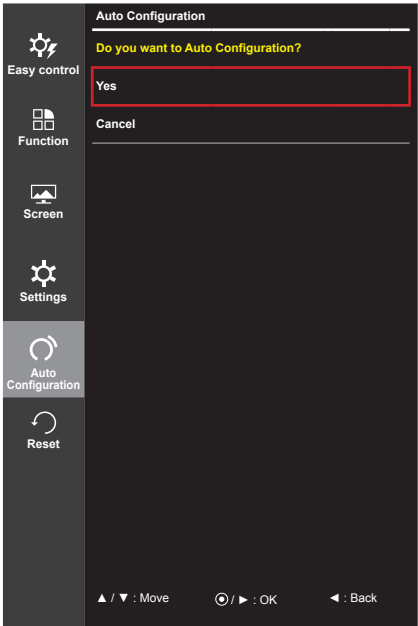 Auto Configuration
Do you want to Auto Configuration?
Yes
Cancel
Easy control
Function
Screen
Settings
Auto
Configuration
Reset
▲ / ▼ : Move ⦿ / ► : OK ◄ : Back